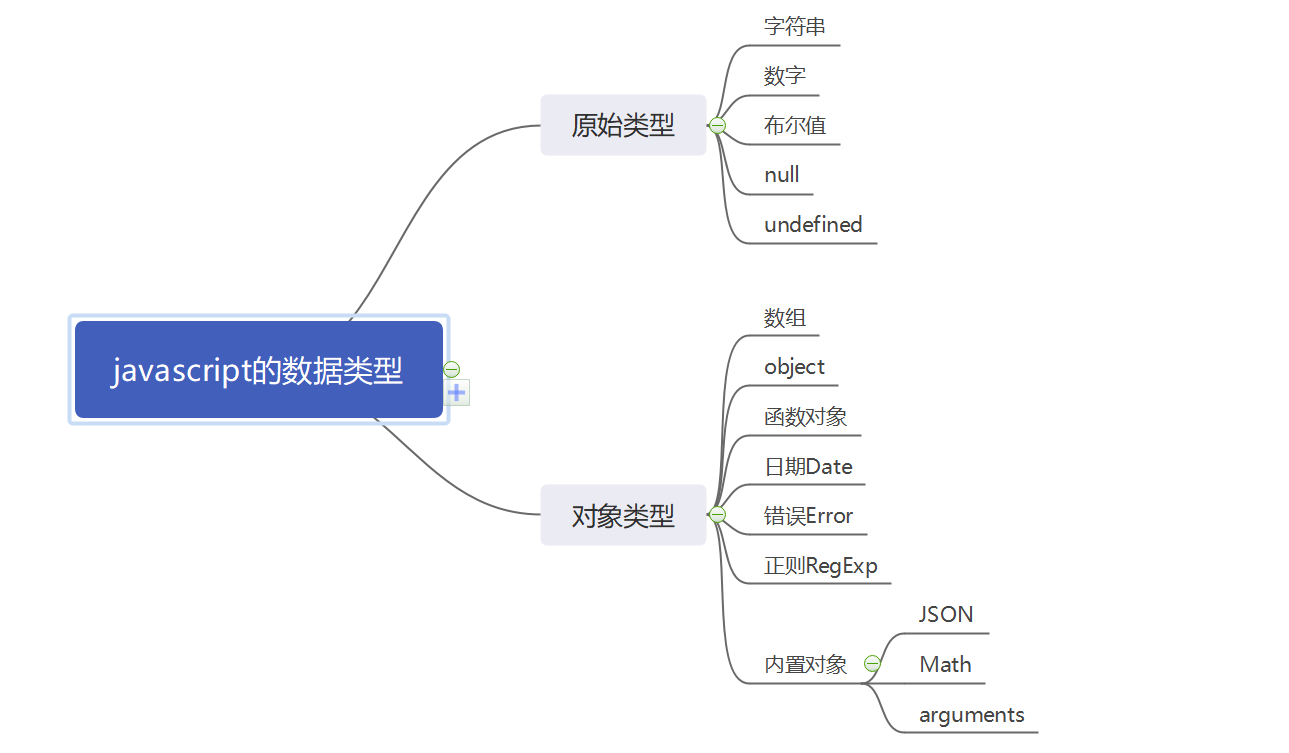 javascript的数据类型
原始类型
字符串
数字
布尔值
null
undefined
对象类型
数组
object
函数对象
日期Date
错误Error
正则RegExp
内置对象
JSON
Math
arguments